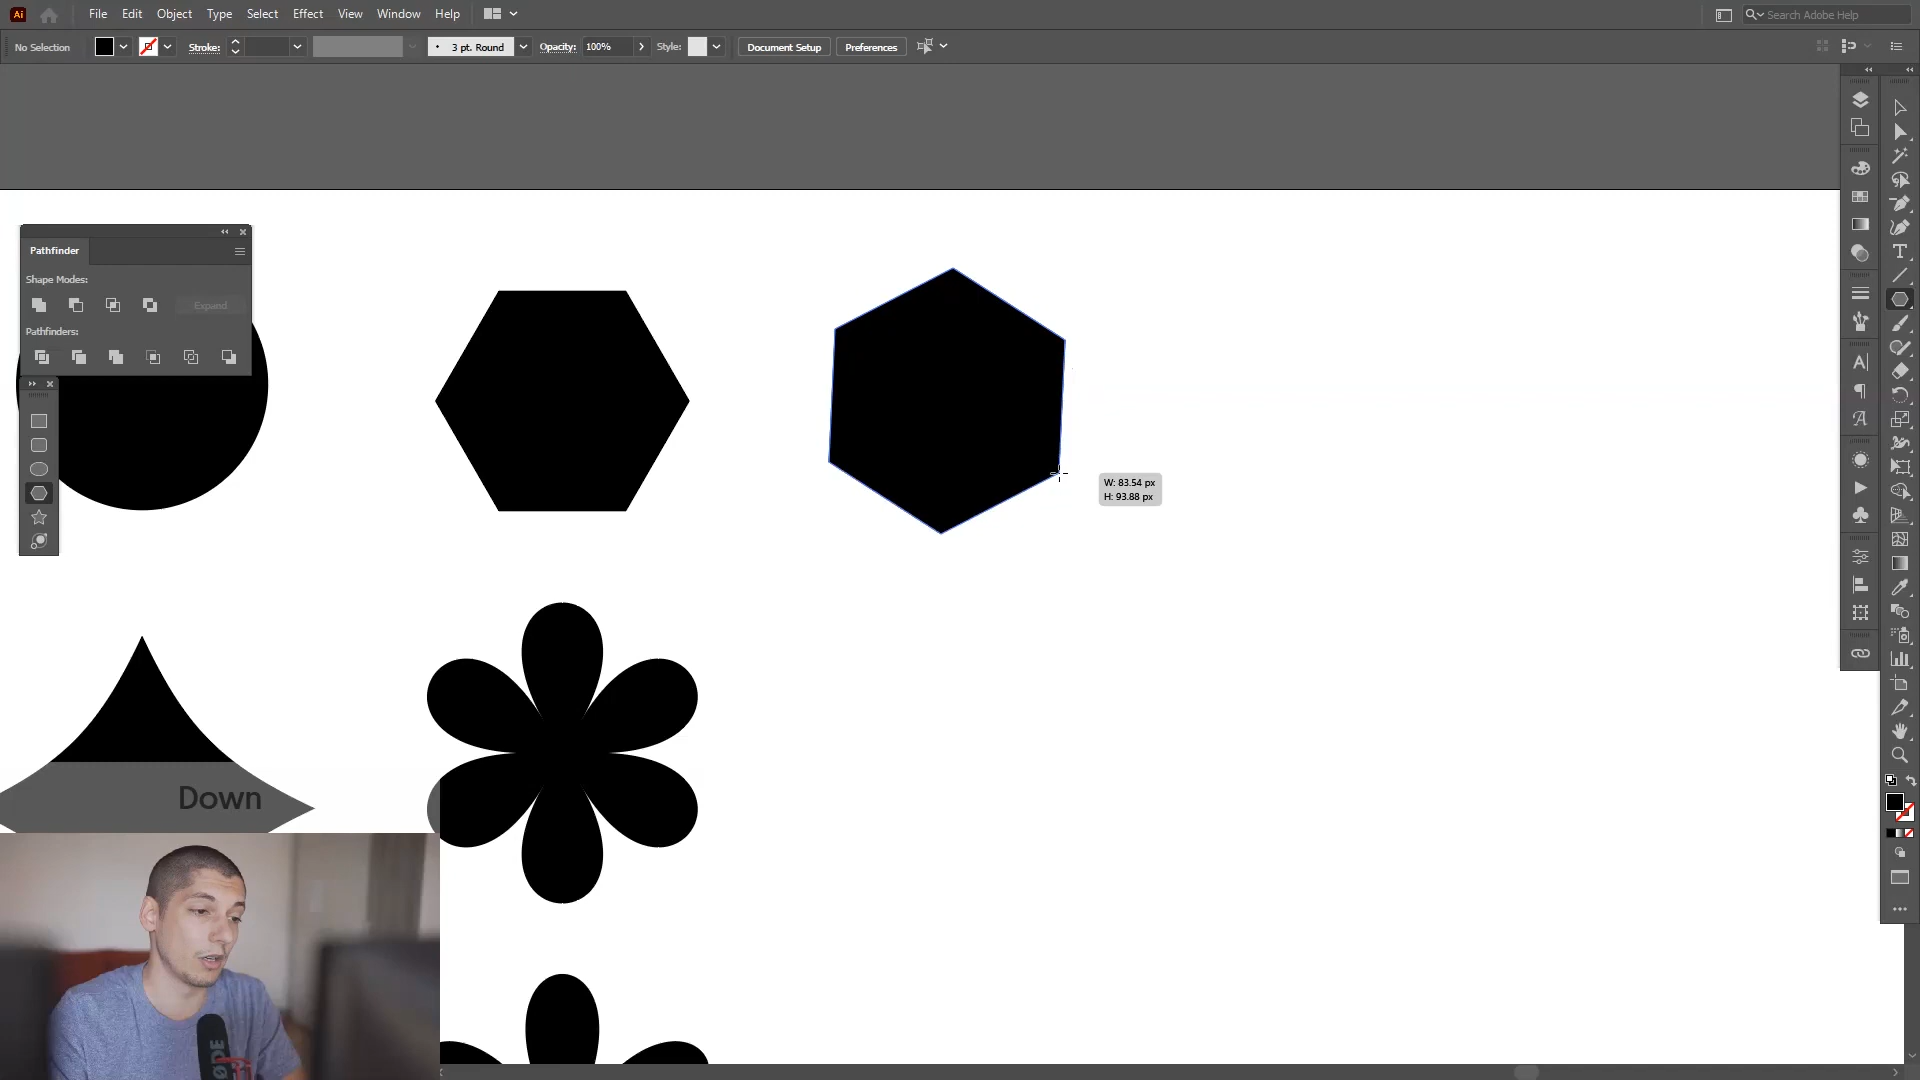 Ai File Edit Object Type Select Effect View Window Help Search Adobe Help
No Selection Stroke: 3 pt. Round Opacity: 100% Style: Document Setup Preferences
Pathfinder
Shape Modes:
Expand
Pathfinders:
W: 83.54 px
H: 93.88 px
Down
RØDE